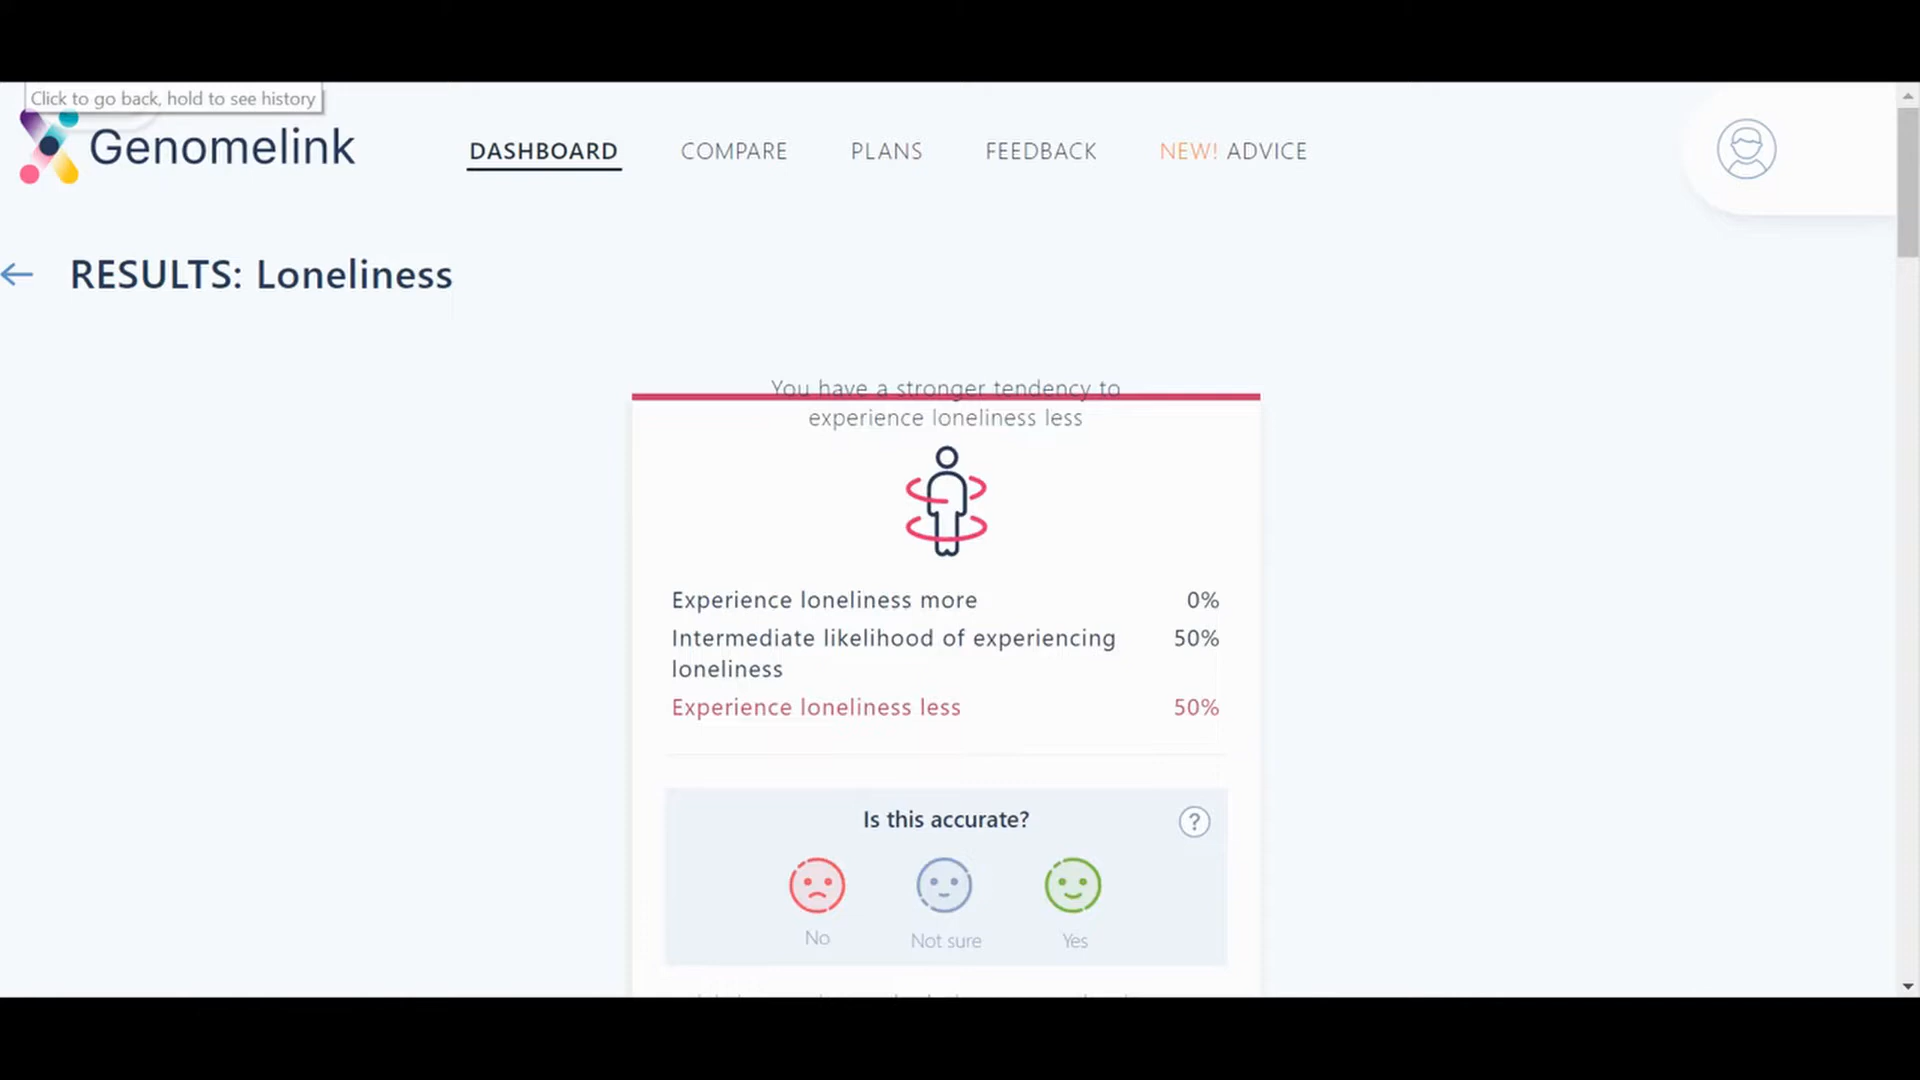 Click to go back, hold to see history
Genomelink
DASHBOARD
COMPARE
PLANS
FEEDBACK
NEW! ADVICE
RESULTS: Loneliness
You have a stronger tendency to
experience loneliness less
Experience loneliness more 0%
Intermediate likelihood of experiencing 50%
loneliness
Experience loneliness less 50%
Is this accurate? ?
No
Not sure
Yes